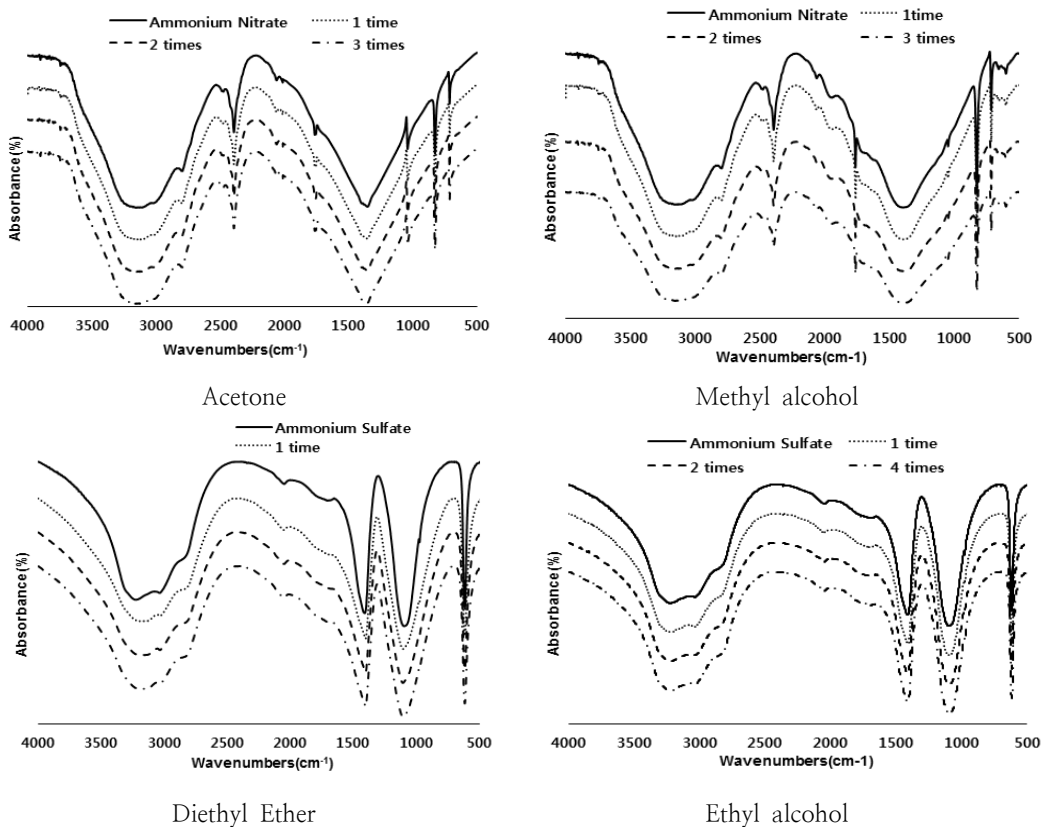 Ammonium Nitrate 1 time
2 times 3 times
Absorbance(%)
4000 3500 3000 2500 2000 1500 1000 500
Wavenumbers(cm-1)
Acetone
Ammonium Nitrate 1time
2 times 3 times
Absorbance(%)
4000 3500 3000 2500 2000 1500 1000 500
Wavenumbers(cm-1)
Methyl alcohol
Ammonium Sulfate
1 time
Absorbance(%)
4000 3500 3000 2500 2000 1500 1000 500
Wavenumbers(cm-1)
Diethyl Ether
Ammonium Sulfate 1 time
2 times 4 times
Absorbance(%)
4000 3500 3000 2500 2000 1500 1000 500
Wavenumbers(cm-1)
Ethyl alcohol